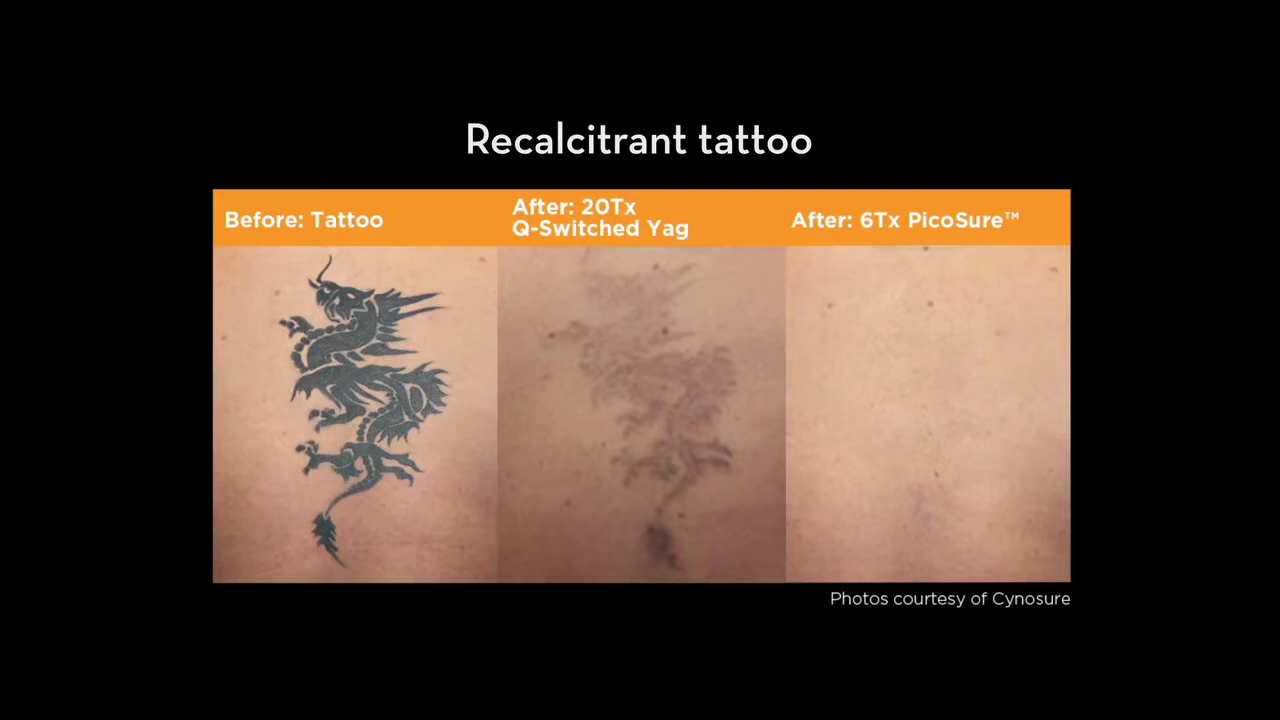 Recalcitrant tattoo
Before: Tattoo
After: 20Tx
Q-Switched Yag
After: 6Tx PicoSure™
Photos courtesy of Cynosure